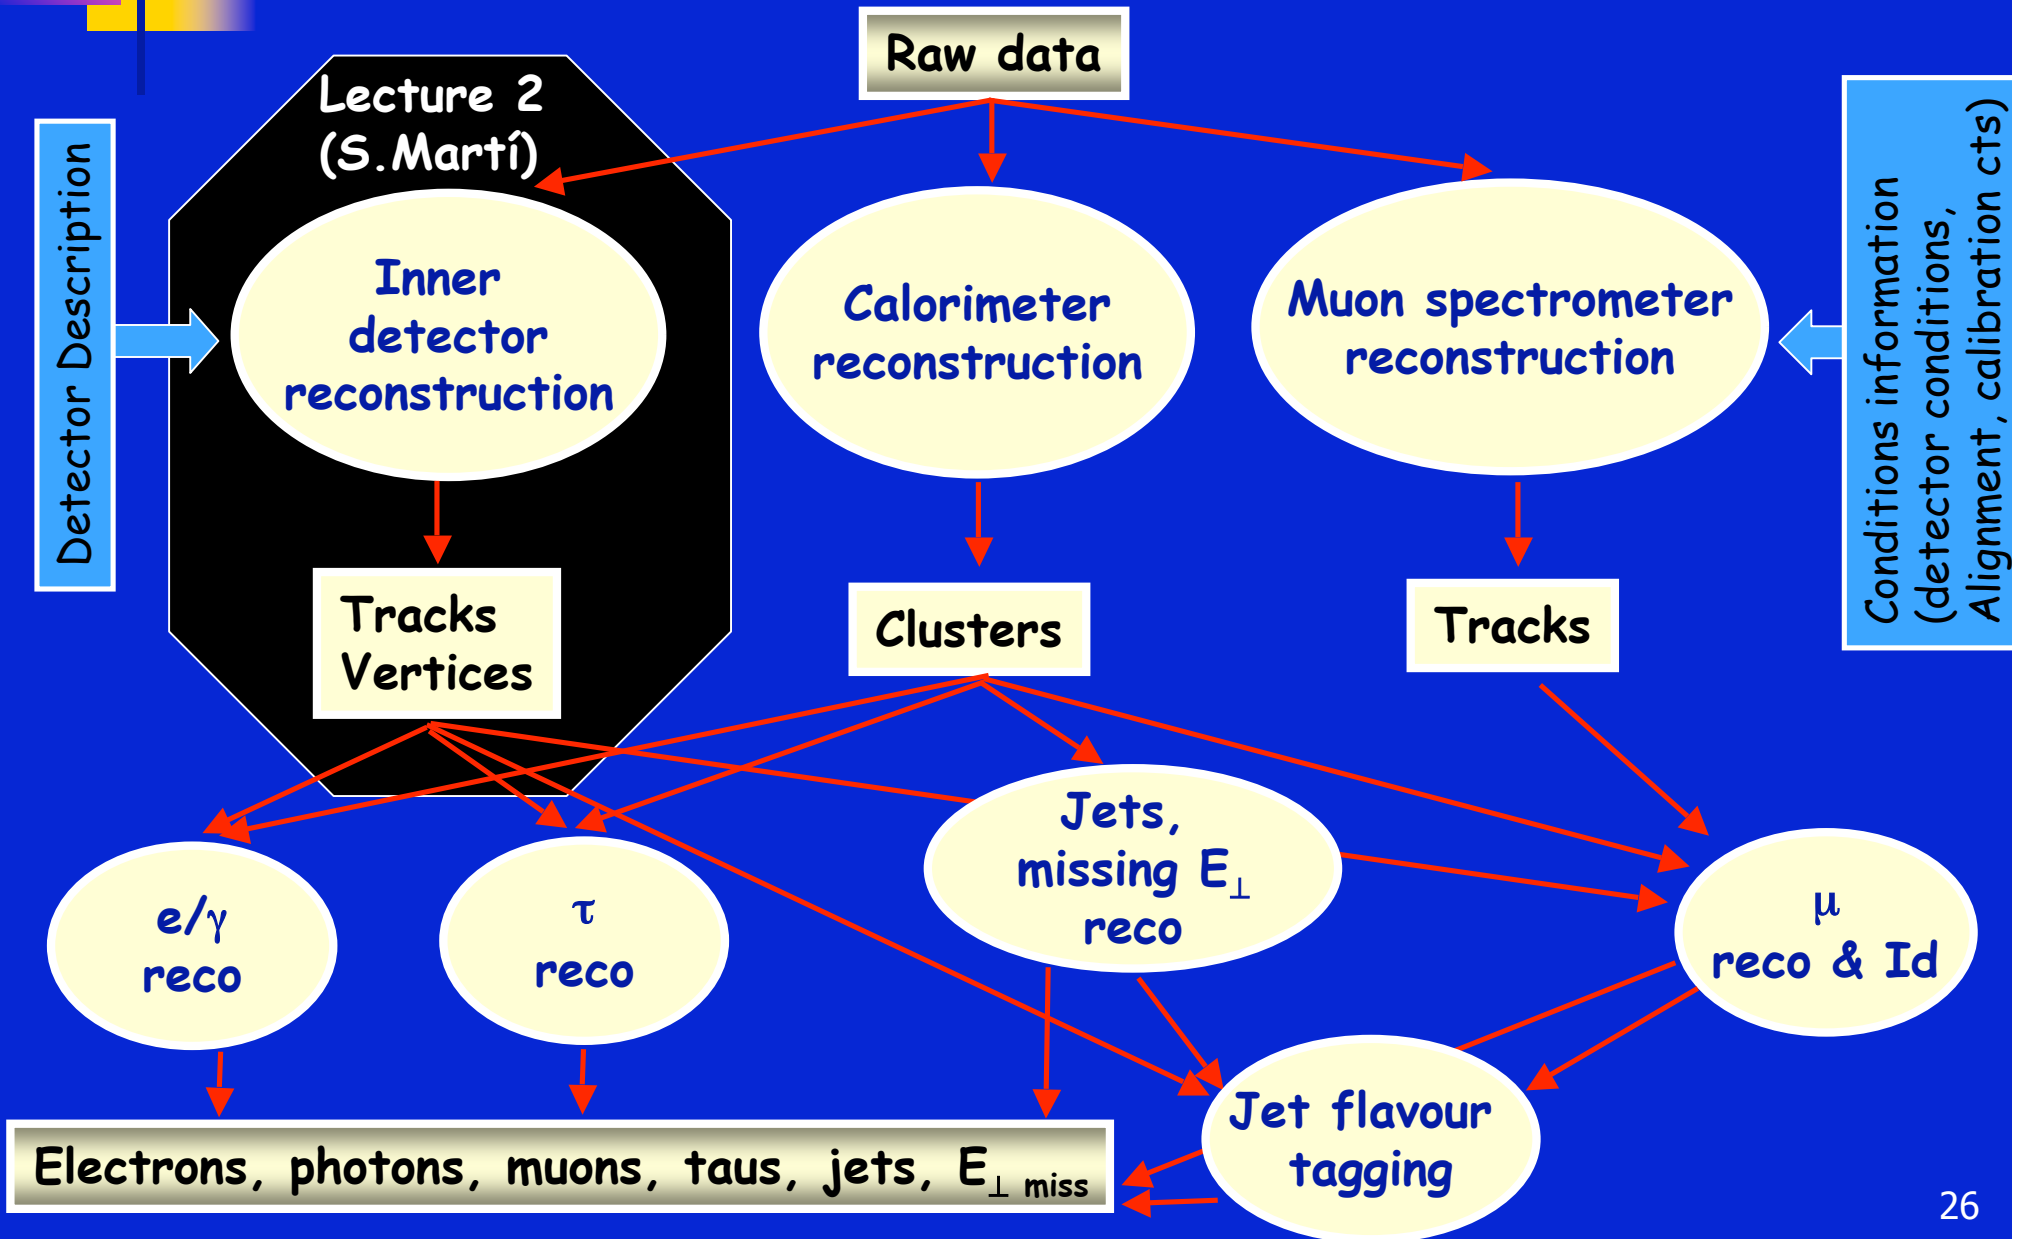 Raw data
Lecture 2
(S.Martí)
Detector Description
Conditions information
(detector conditions,
Alignment, calibration cts)
Inner
detector
reconstruction
Calorimeter
reconstruction
Muon spectrometer
reconstruction
Tracks
Vertices
Clusters
Tracks
e/γ
reco
τ
reco
Jets,
missing E⊥
reco
μ
reco & Id
Jet flavour
tagging
Electrons, photons, muons, taus, jets, E⊥ miss
26